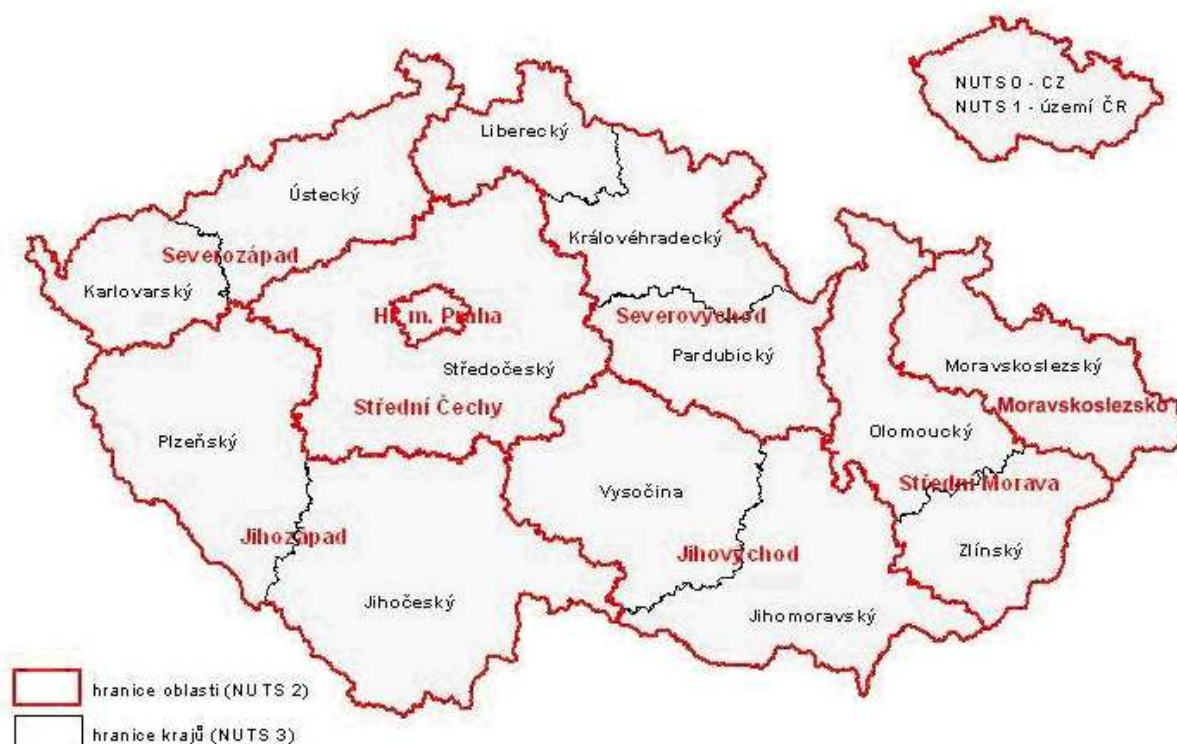 NUTS 0 - CZ
NUTS 1 - území ČR
Liberecký
Ústecký
Královéhradecký
Severozápad
Karlovarský
Hl. m. Praha
Severovýchod
Pardubický
Středočeský
Moravskoslezský
Střední Čechy
Moravskoslezsko
Plzeňský
Olomoucký
Střední Morava
Vysočina
Jihozápad
Jihovýchod
Zlínský
Jihočeský
Jihomoravský
hranice oblasti (NUTS 2)
hranice krajů (NUTS 3)